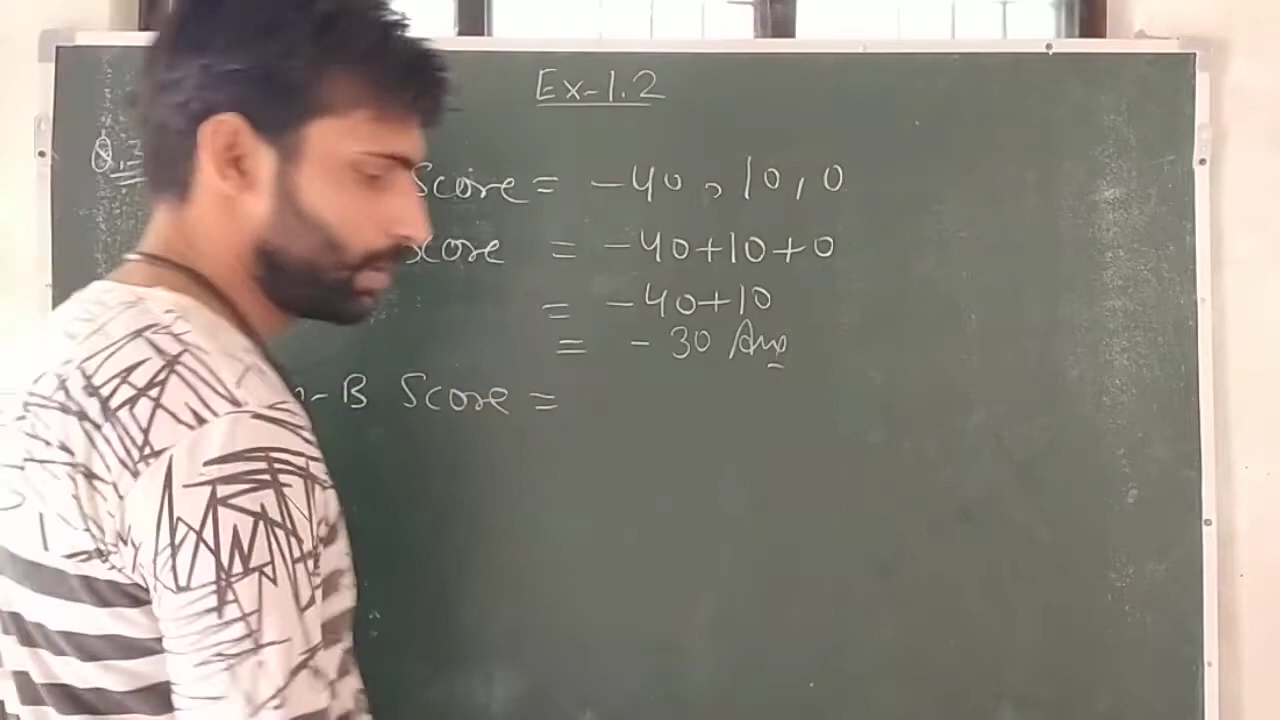 Ex-1.2
Score = -40, 10, 0
Score = -40+10+0
= -40+10
= -30 Ans
-B Score =